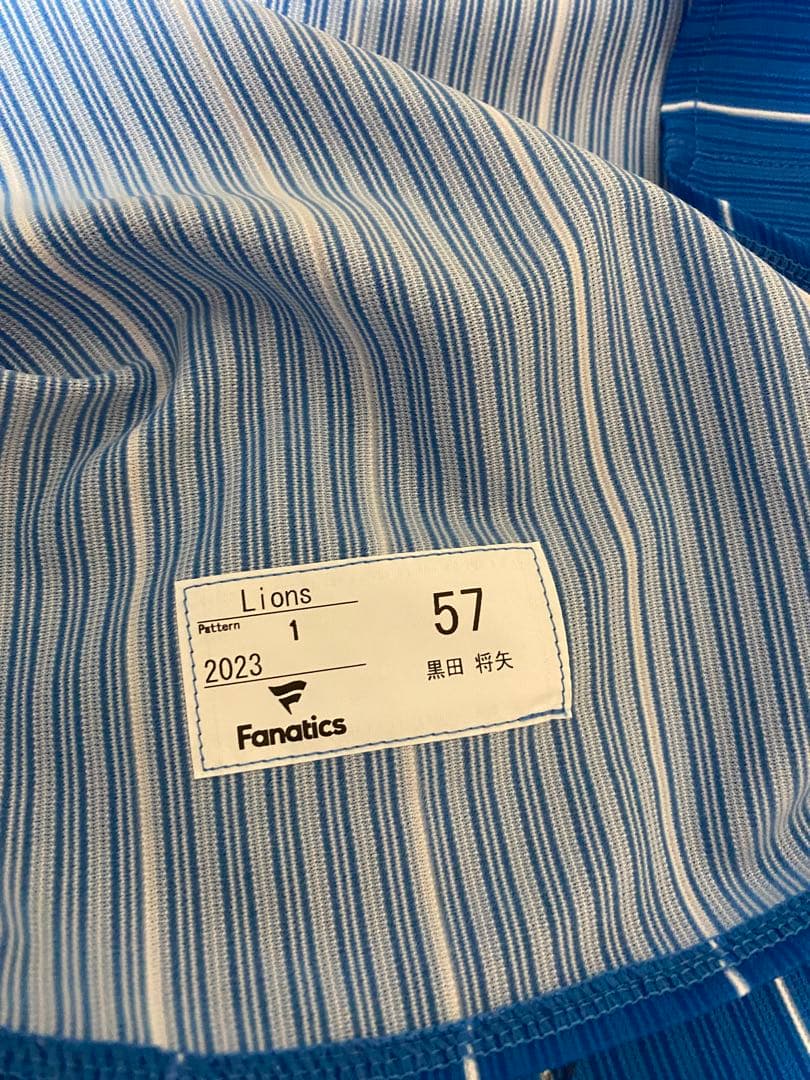 Lions
Pattern 1
2023
Fanatics
57
黒田 将矢